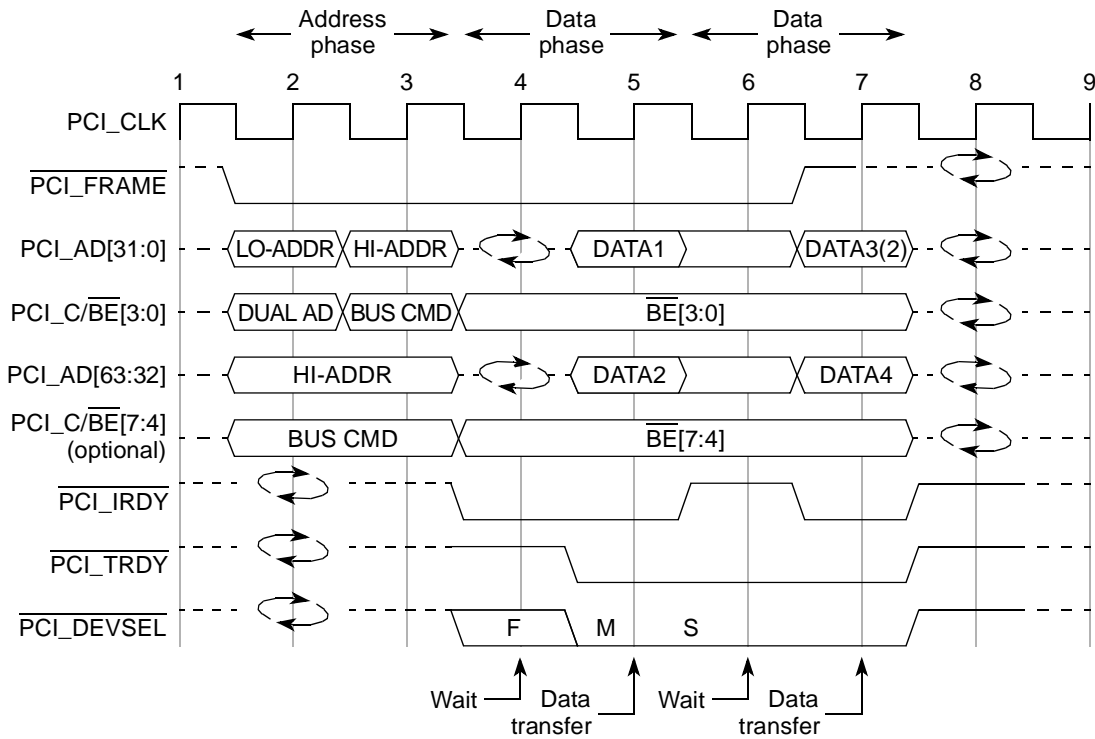 Address phase
Data phase
Data phase
1 2 3 4 5 6 7 8 9
PCI_CLK
PCI_FRAME
PCI_AD[31:0] LO-ADDR HI-ADDR DATA1 DATA3(2)
PCI_C/BE[3:0] DUAL AD BUS CMD BE[3:0]
PCI_AD[63:32] HI-ADDR DATA2 DATA4
PCI_C/BE[7:4] (optional) BUS CMD BE[7:4]
PCI_IRDY
PCI_TRDY
PCI_DEVSEL F M S
Wait Data transfer Wait Data transfer